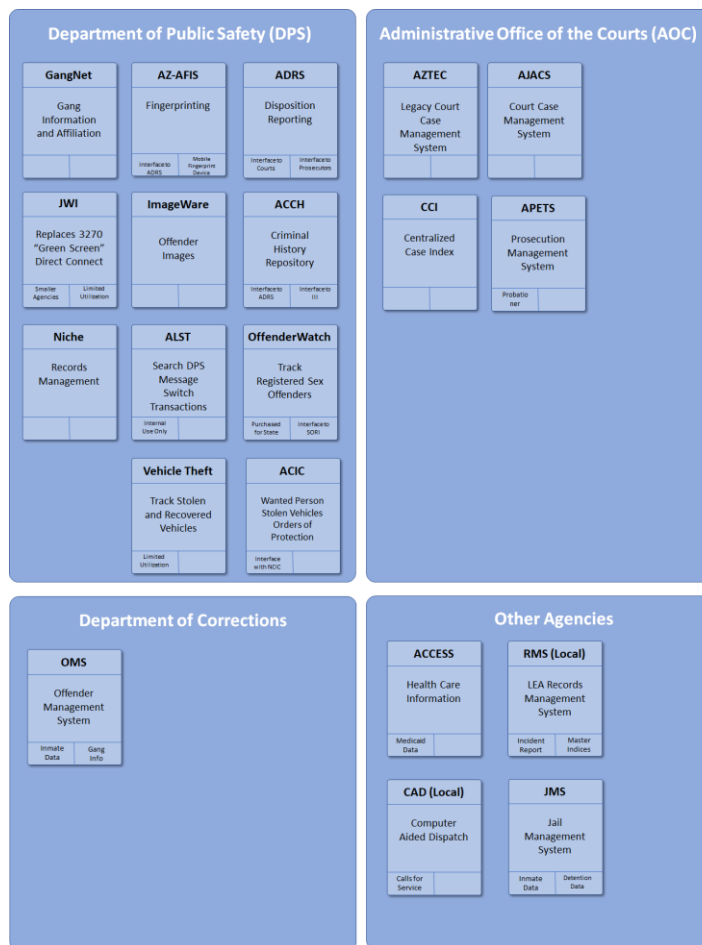 Department of Public Safety (DPS)
GangNet
Gang
Information
and Affiliation
AZ-AFIS
Fingerprinting
Interface to
ADRS
Mobile
Fingerprint
Device
ADRS
Disposition
Reporting
Interface to
Courts
Interface to
Prosecutors
JWI
Replaces 3270
“Green Screen”
Direct Connect
Smaller
Agencies
Limited
Utilization
ImageWare
Offender
Images
ACCH
Criminal
History
Repository
Interface to
ADRS
Interface to
III
Niche
Records
Management
ALST
Search DPS
Message
Switch
Transactions
Internal
Use Only
OffenderWatch
Track
Registered Sex
Offenders
Purchased
for State
Interface to
SORI
Vehicle Theft
Track Stolen
and Recovered
Vehicles
Limited
Utilization
ACIC
Wanted Person
Stolen Vehicles
Orders of
Protection
Interface
with NCIC
Administrative Office of the Courts (AOC)
AZTEC
Legacy Court
Case
Management
System
AJACS
Court Case
Management
System
CCI
Centralized
Case Index
APETS
Prosecution
Management
System
Probatio
ner
Department of Corrections
OMS
Offender
Management
System
Inmate
Data
Gang
Info
Other Agencies
ACCESS
Health Care
Information
Medicaid
Data
RMS (Local)
LEA Records
Management
System
Incident
Report
Master
Indices
CAD (Local)
Computer
Aided Dispatch
Calls for
Service
JMS
Jail
Management
System
Inmate
Data
Detention
Data